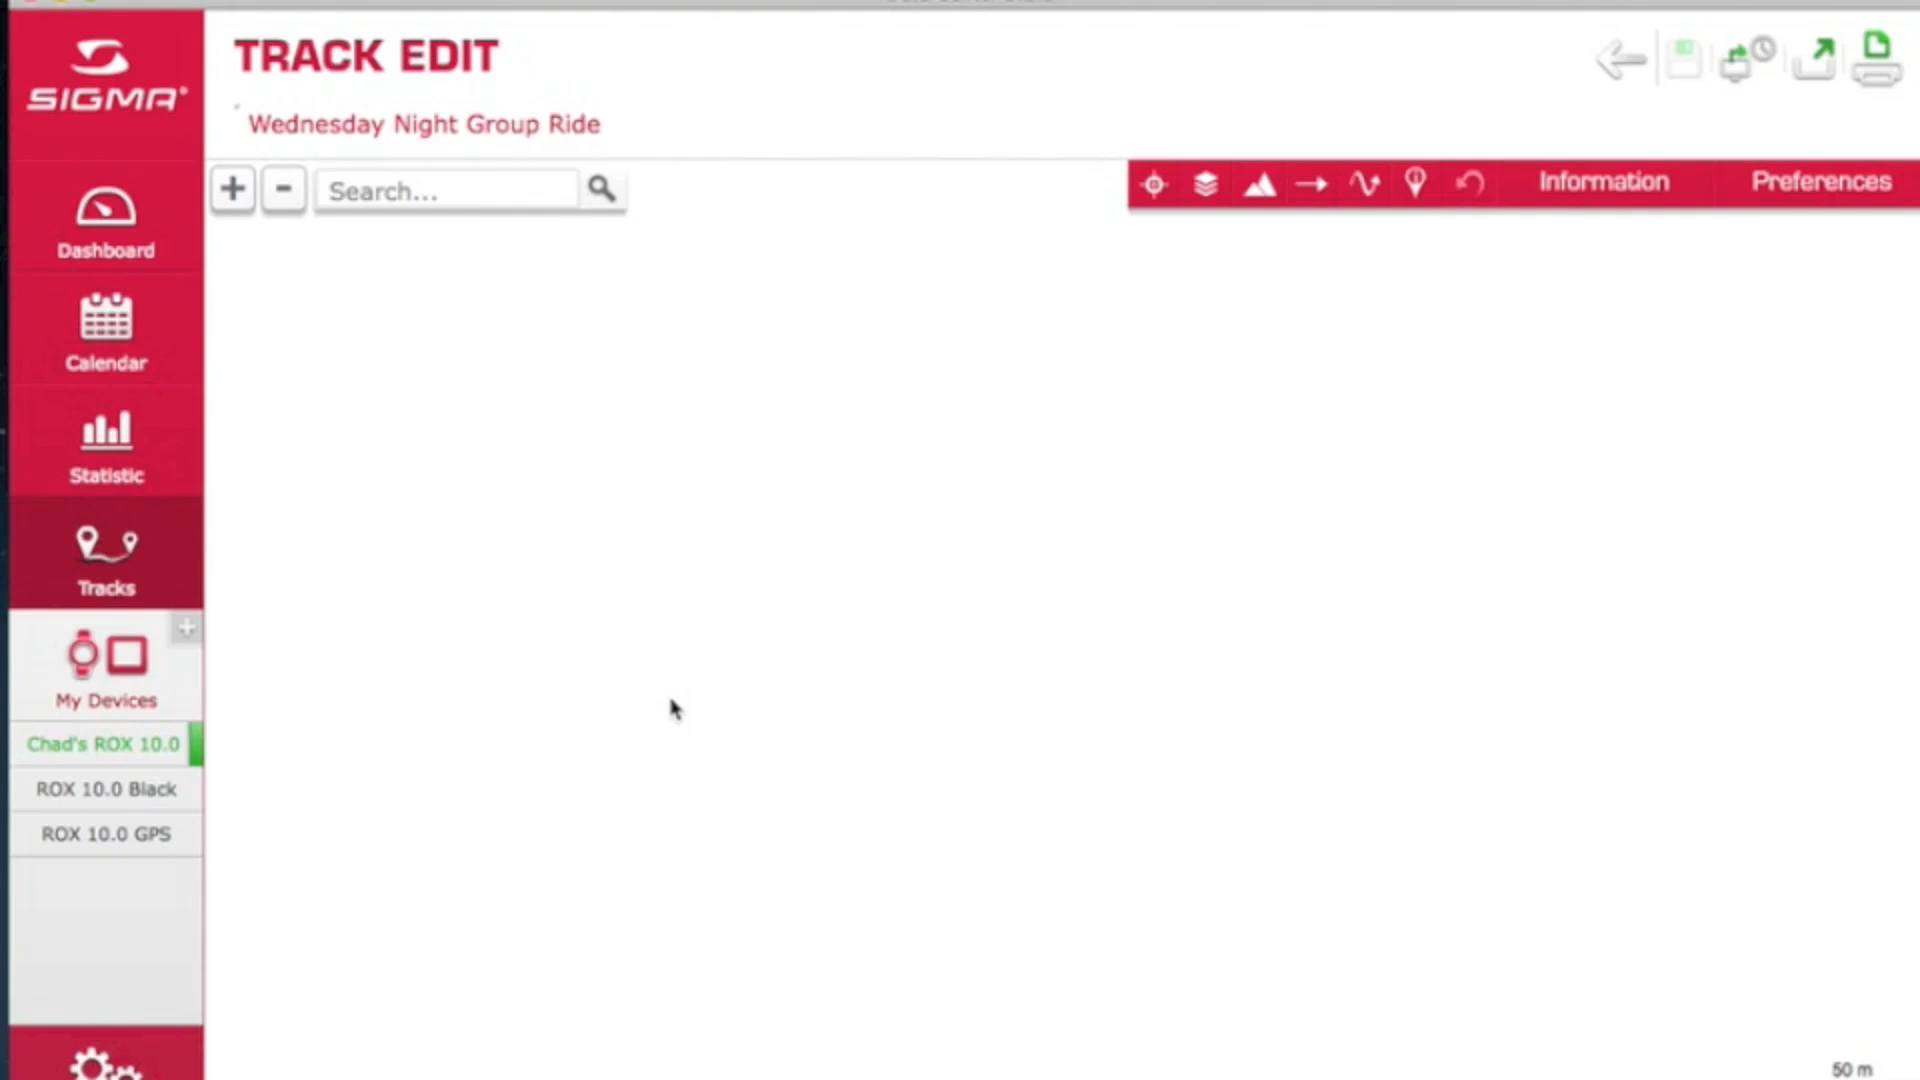 SIGMA
TRACK EDIT
Wednesday Night Group Ride
Search...
Information
Preferences
Dashboard
Calendar
Statistic
Tracks
My Devices
Chad's ROX 10.0
ROX 10.0 Black
ROX 10.0 GPS
50 m